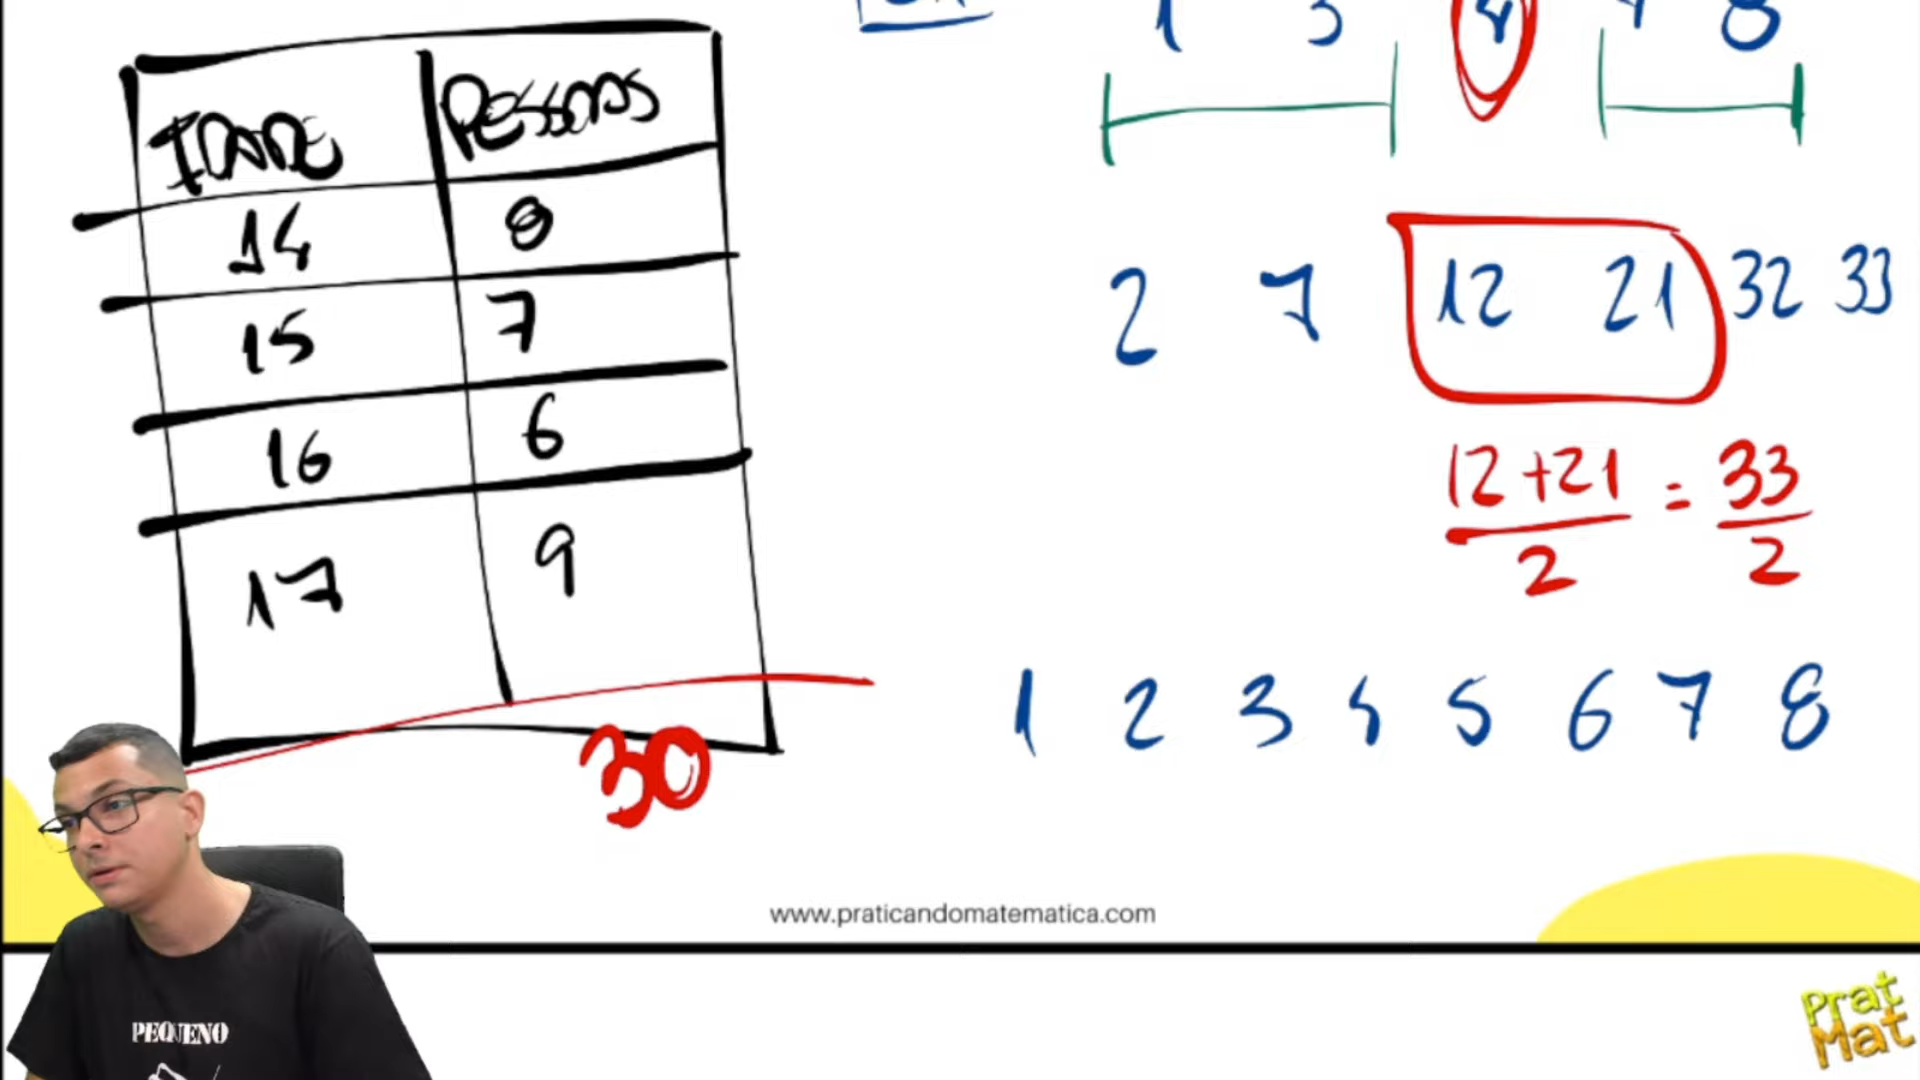 IDADE PESSOAS
14 8
15 7
16 6
17 9
30
2 7 12 21 32 33
12+21 = 33
2 2
1 2 3 4 5 6 7 8
www.praticandomatematica.com
PEQUENO
Prat
Mat